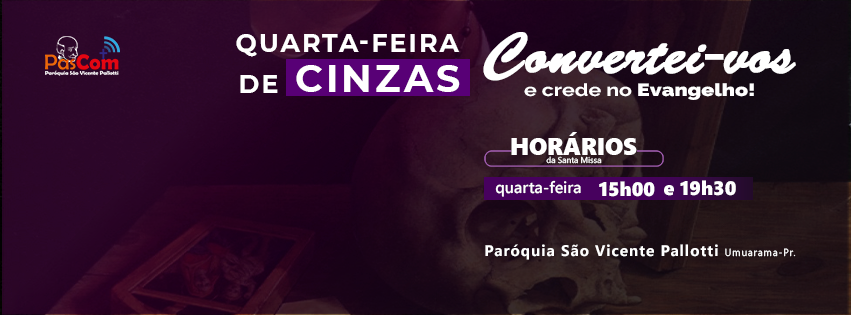 PasCom
Paróquia São Vicente Pallotti
QUARTA-FEIRA
DE CINZAS
Convertei-vos
e crede no Evangelho!
HORÁRIOS
da Santa Missa
quarta-feira 15h00 e 19h30
Paróquia São Vicente Pallotti Umuarama-Pr.